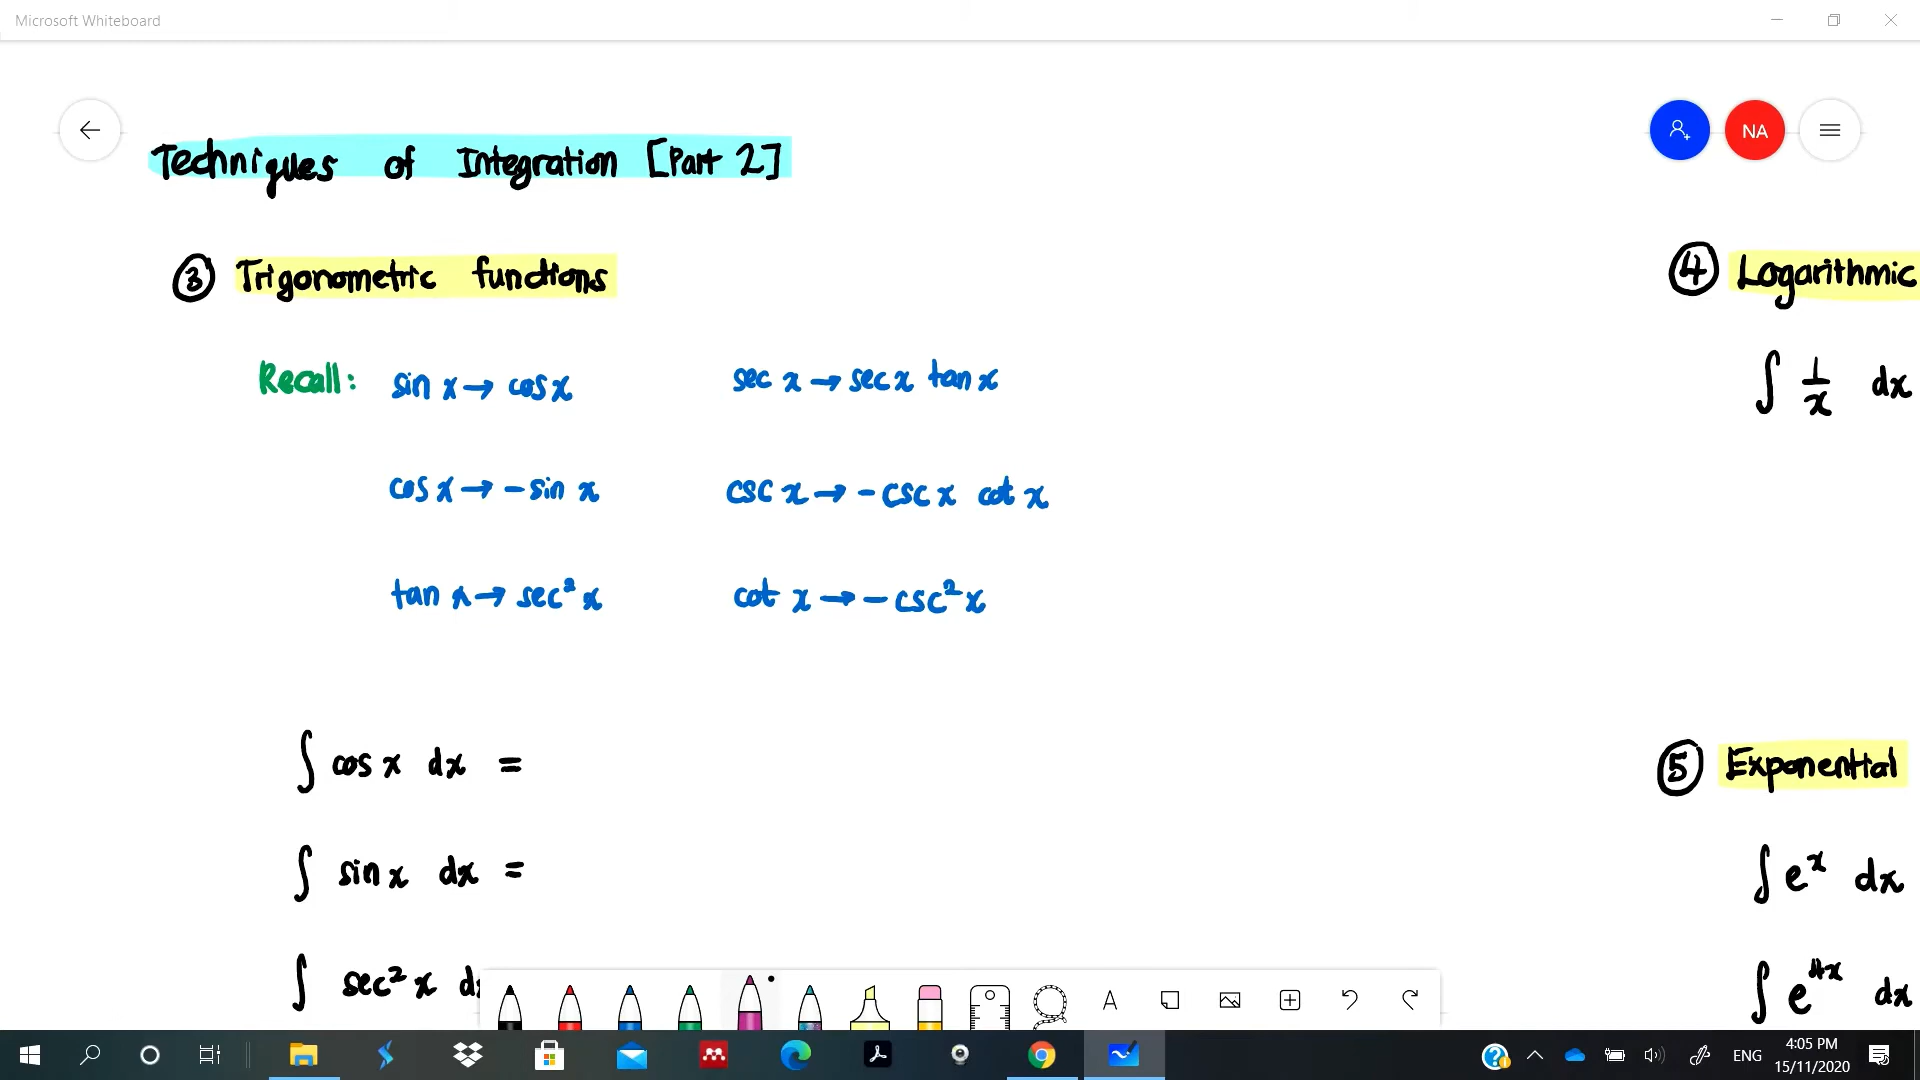 Microsoft Whiteboard
NA
Techniques of Integration [Part 2]
③ Trigonometric functions
Recall: sin x → cos x
sec x → sec x tan x
cos x → - sin x
csc x → - csc x cot x
tan x → sec² x
cot x → - csc² x
∫ cos x dx =
∫ sin x dx =
∫ sec² x dx
④ Logarithmic
∫ 1/x dx
⑤ Exponential
∫ eˣ dx
∫ e⁴ˣ dx
ENG
4:05 PM
15/11/2020